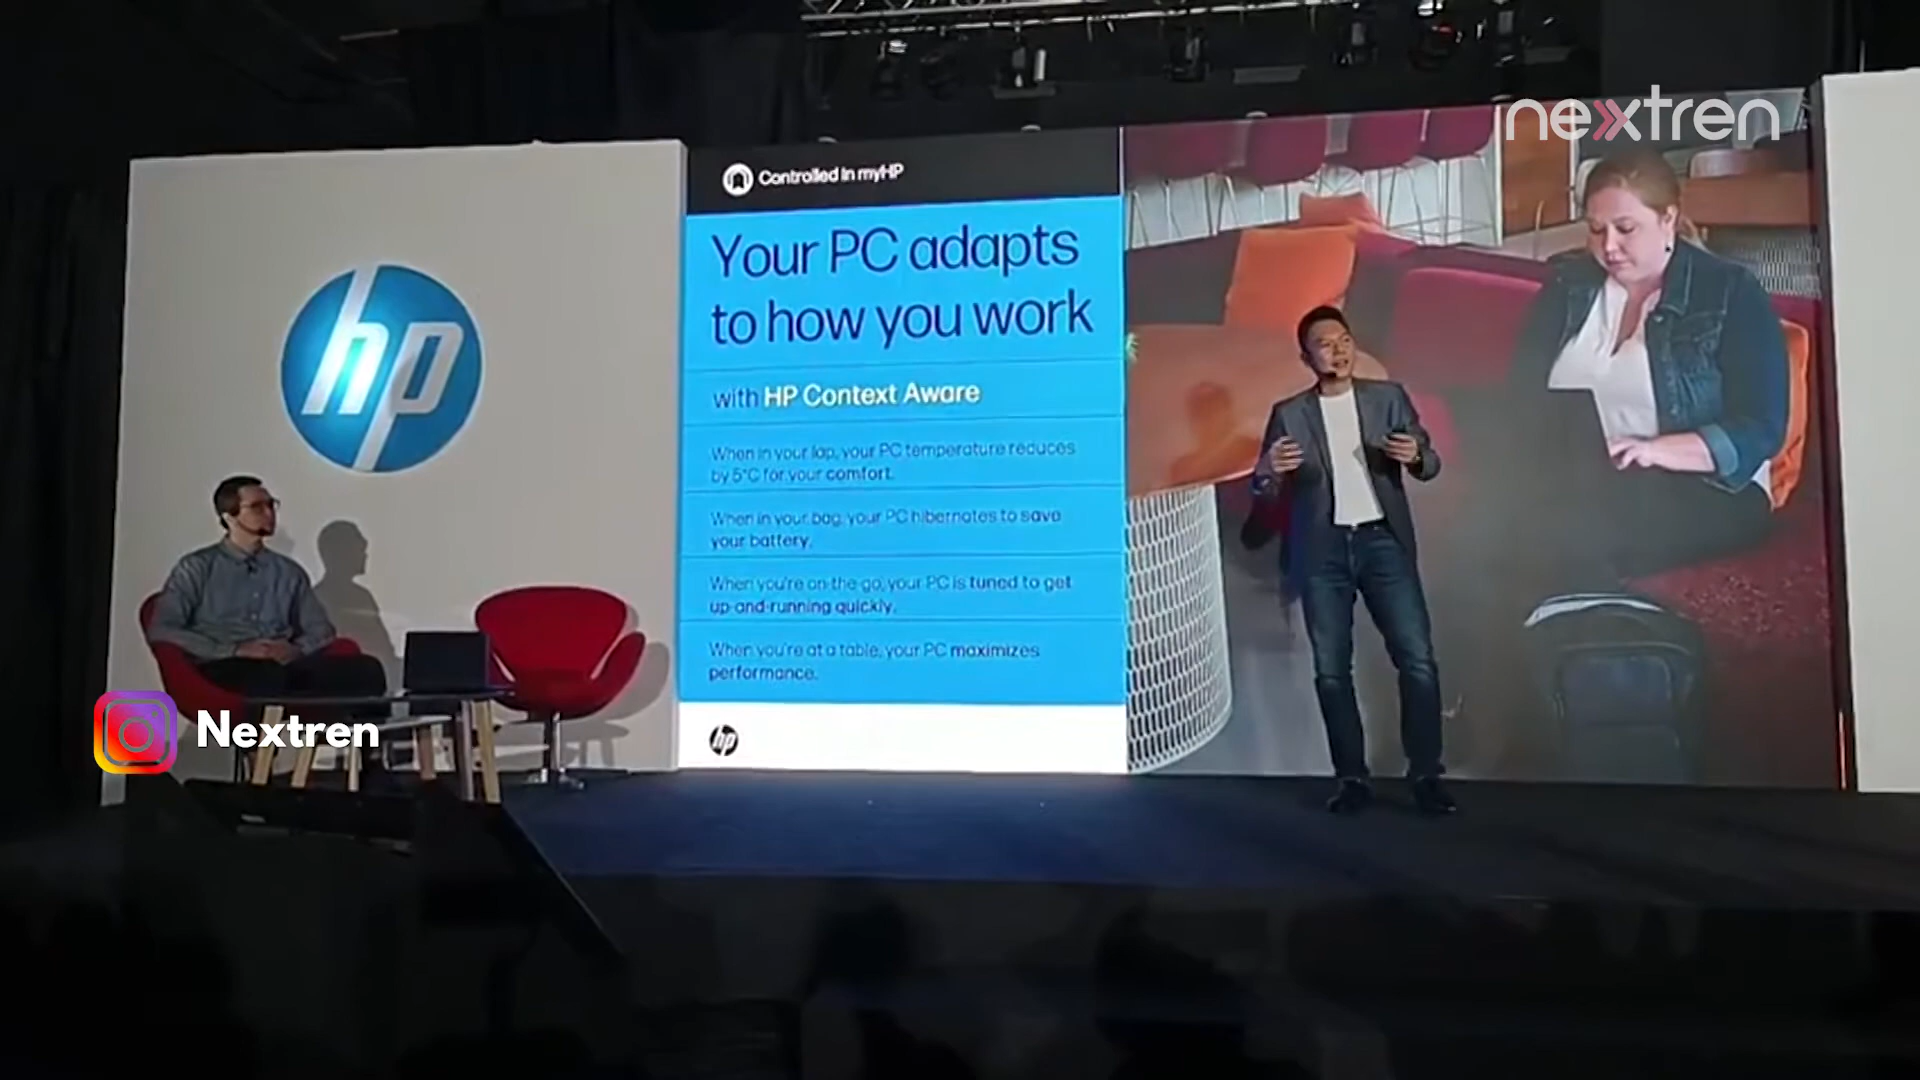 nextren
Controlled in myHP
Your PC adapts
to how you work
with HP Context Aware
When in your lap, your PC temperature reduces
by 5°C for your comfort.
When in your bag, your PC hibernates to save
your battery.
When you're on the go, your PC is tuned to get
up-and-running quickly.
When you're at a table, your PC maximizes
performance.
hp
hp
Nextren